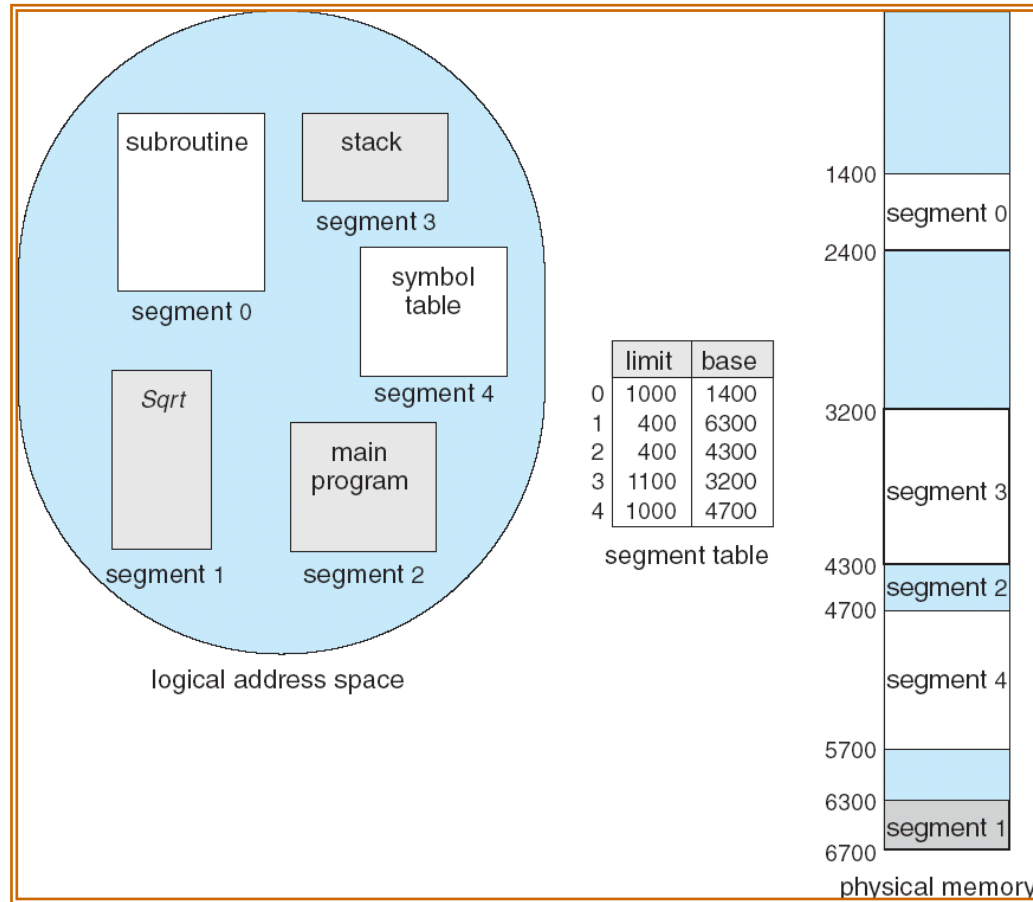 subroutine
segment 0
stack
segment 3
symbol
table
segment 4
Sqrt
segment 1
main
program
segment 2
logical address space
limit base
0 1000 1400
1 400 6300
2 400 4300
3 1100 3200
4 1000 4700
segment table
1400
segment 0
2400
3200
segment 3
4300
segment 2
4700
segment 4
5700
6300
segment 1
6700
physical memory